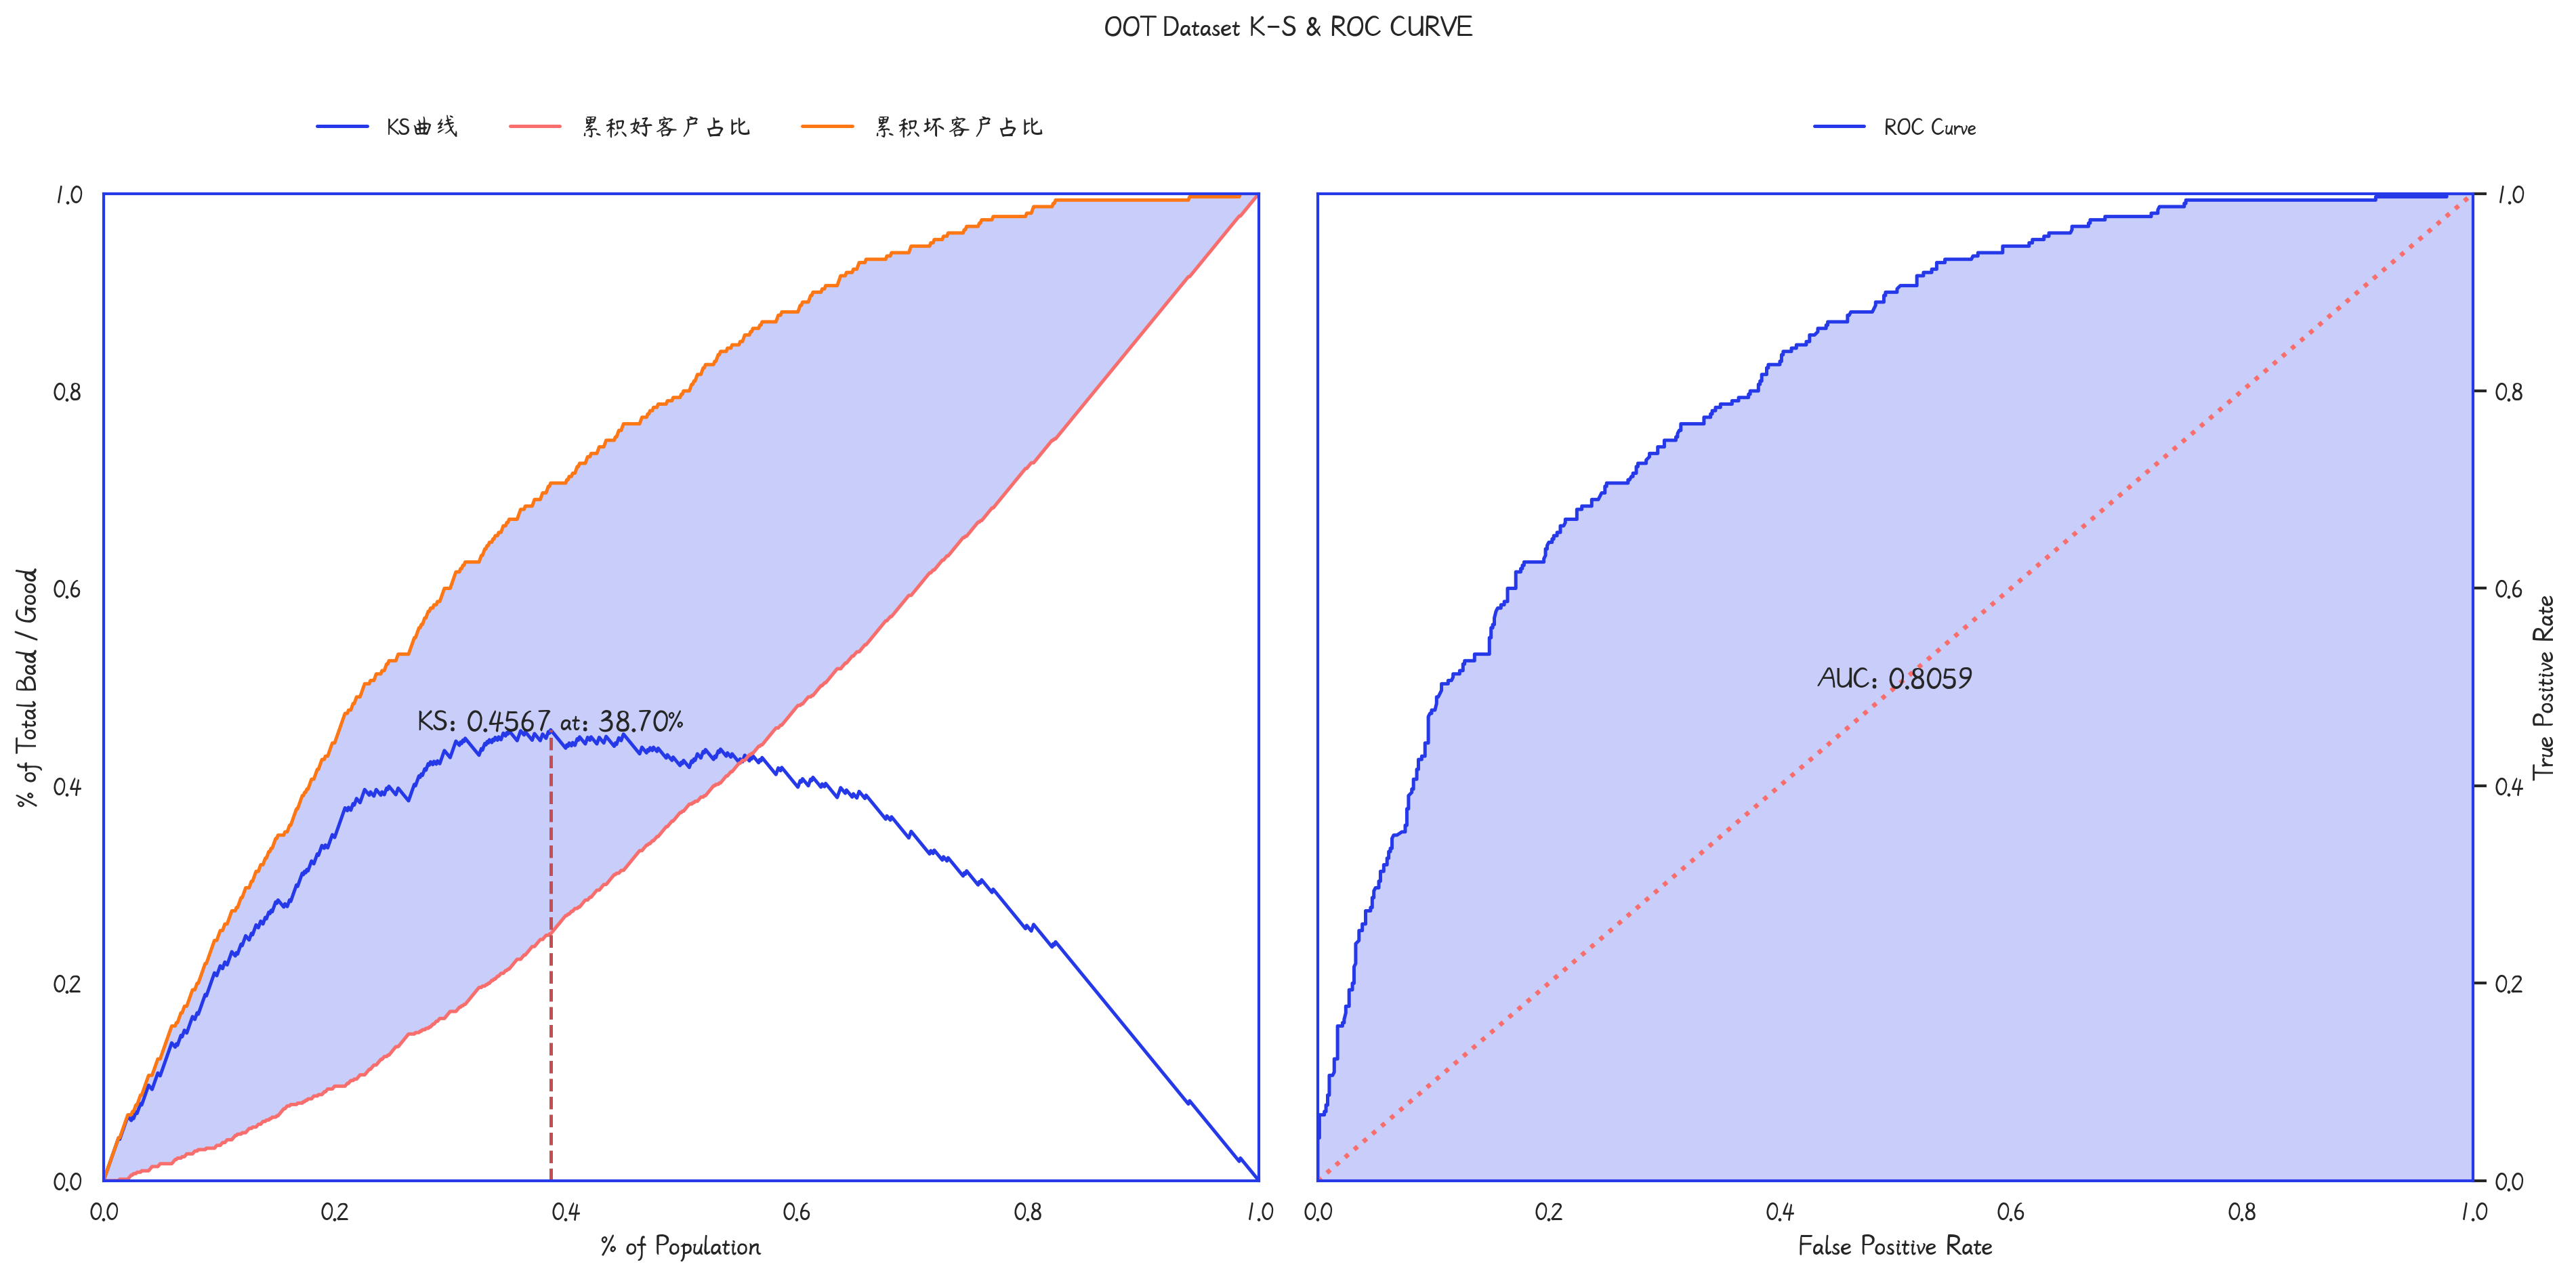 OOT Dataset K-S & ROC CURVE
KS曲线 累积好客户占比 累积坏客户占比
ROC Curve
1.0
0.8
0.6
0.4
0.2
0.0
% of Total Bad / Good
KS: 0.4567 at: 38.70%
0.0 0.2 0.4 0.6 0.8 1.0
% of Population
AUC: 0.8059
1.0
0.8
0.6
0.4
0.2
0.0
True Positive Rate
0.0 0.2 0.4 0.6 0.8 1.0
False Positive Rate